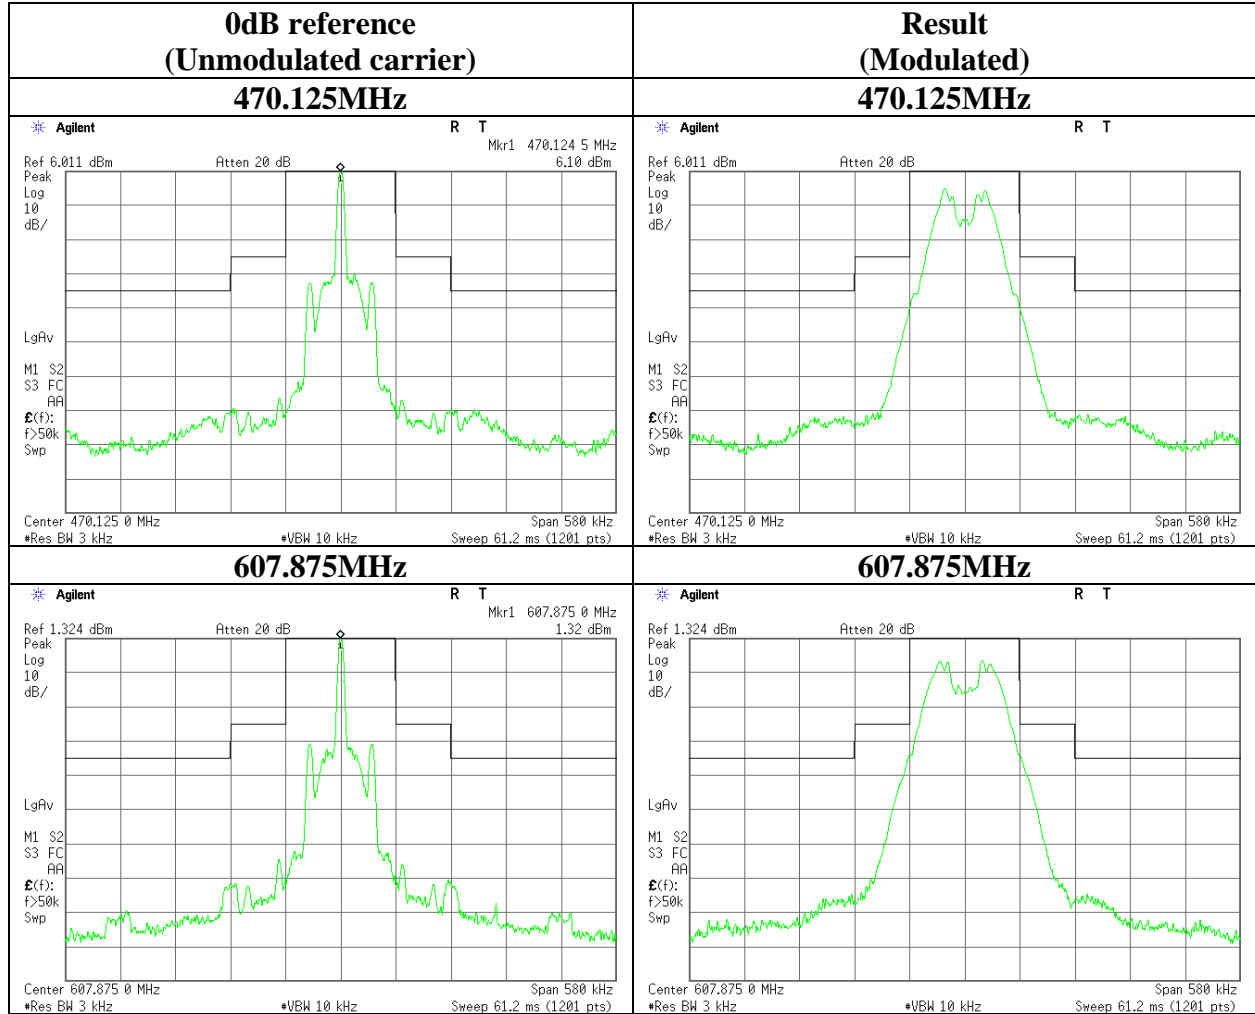 0dB reference
(Unmodulated carrier)
Result
(Modulated)
470.125MHz
470.125MHz
Agilent
R T
Mkr1 470.124 5 MHz
Ref 6.011 dBm
Atten 20 dB
6.10 dBm
Peak
Log
10
dB/
1
LgAv
M1 S2
S3 FC
AA
£(f):
f>50k
Swp
Center 470.125 0 MHz
Span 580 kHz
#Res BW 3 kHz
#VBW 10 kHz
Sweep 61.2 ms (1201 pts)
Agilent
R T
Ref 6.011 dBm
Atten 20 dB
Peak
Log
10
dB/
LgAv
M1 S2
S3 FC
AA
£(f):
f>50k
Swp
Center 470.125 0 MHz
Span 580 kHz
#Res BW 3 kHz
#VBW 10 kHz
Sweep 61.2 ms (1201 pts)
607.875MHz
607.875MHz
Agilent
R T
Mkr1 607.875 0 MHz
Ref 1.324 dBm
Atten 20 dB
1.32 dBm
Peak
Log
10
dB/
1
LgAv
M1 S2
S3 FC
AA
£(f):
f>50k
Swp
Center 607.875 0 MHz
Span 580 kHz
#Res BW 3 kHz
#VBW 10 kHz
Sweep 61.2 ms (1201 pts)
Agilent
R T
Ref 1.324 dBm
Atten 20 dB
Peak
Log
10
dB/
LgAv
M1 S2
S3 FC
AA
£(f):
f>50k
Swp
Center 607.875 0 MHz
Span 580 kHz
#Res BW 3 kHz
#VBW 10 kHz
Sweep 61.2 ms (1201 pts)